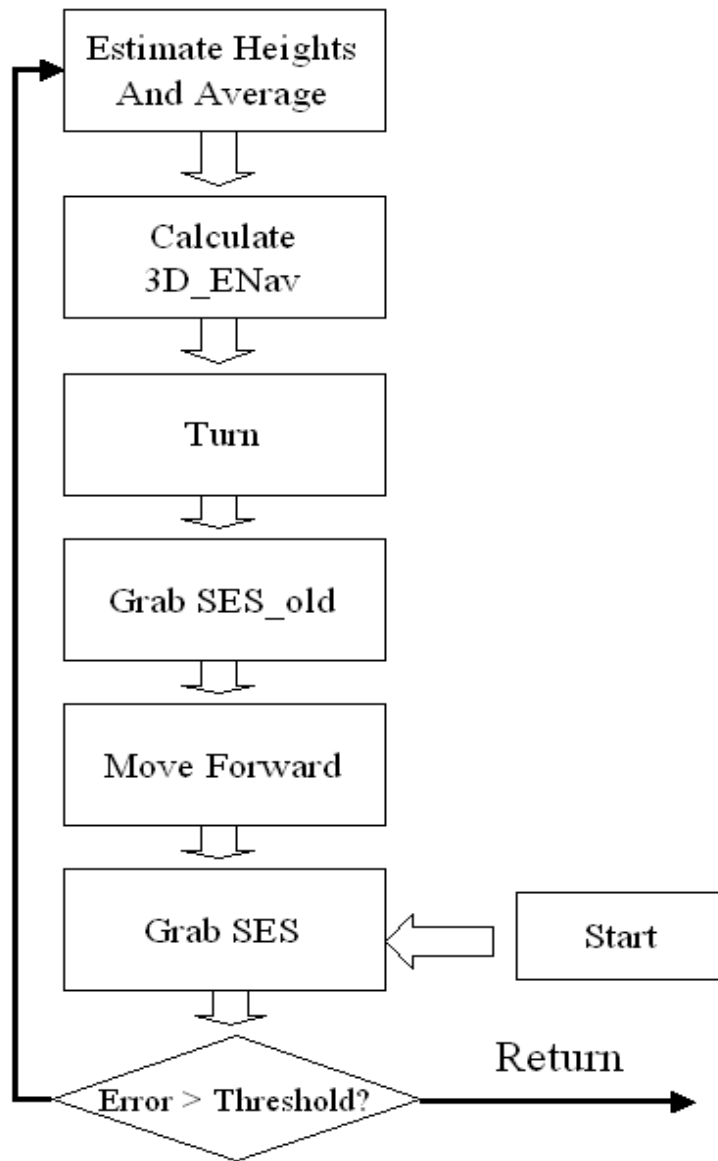 Estimate Heights
And Average
Calculate
3D_ENav
Turn
Grab SES_old
Move Forward
Grab SES
Start
Error > Threshold?
Return